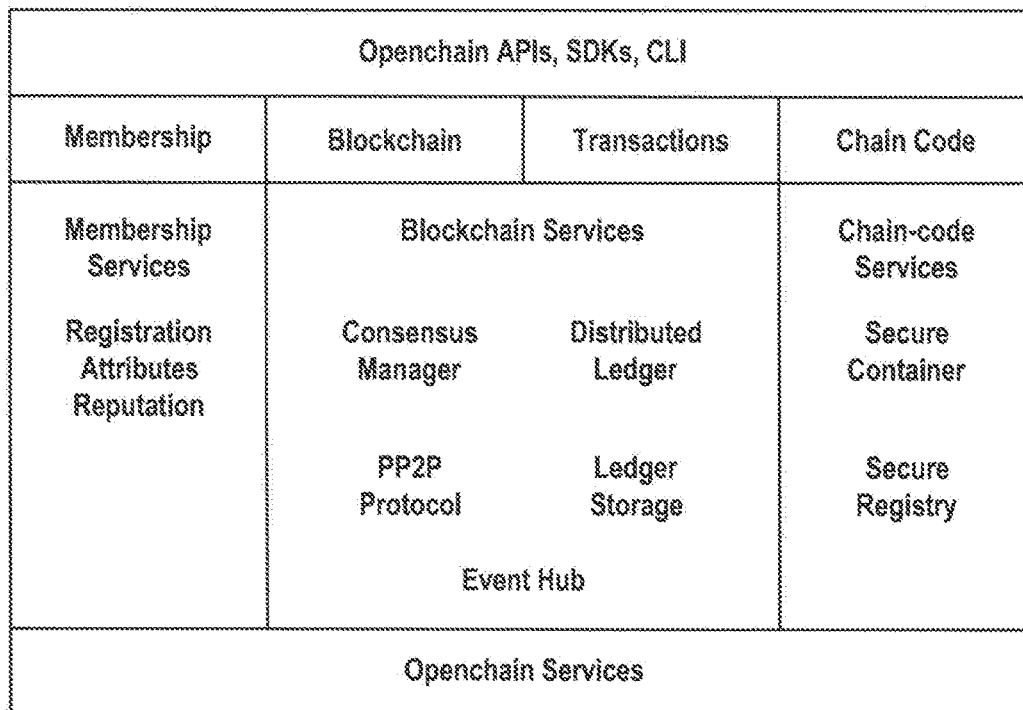 Openchain APIs, SDKs, CLI
Membership
Blockchain
Transactions
Chain Code
Membership
Services
Registration
Attributes
Reputation
Blockchain Services
Consensus
Manager
Distributed
Ledger
PP2P
Protocol
Ledger
Storage
Event Hub
Chain-code
Services
Secure
Container
Secure
Registry
Openchain Services